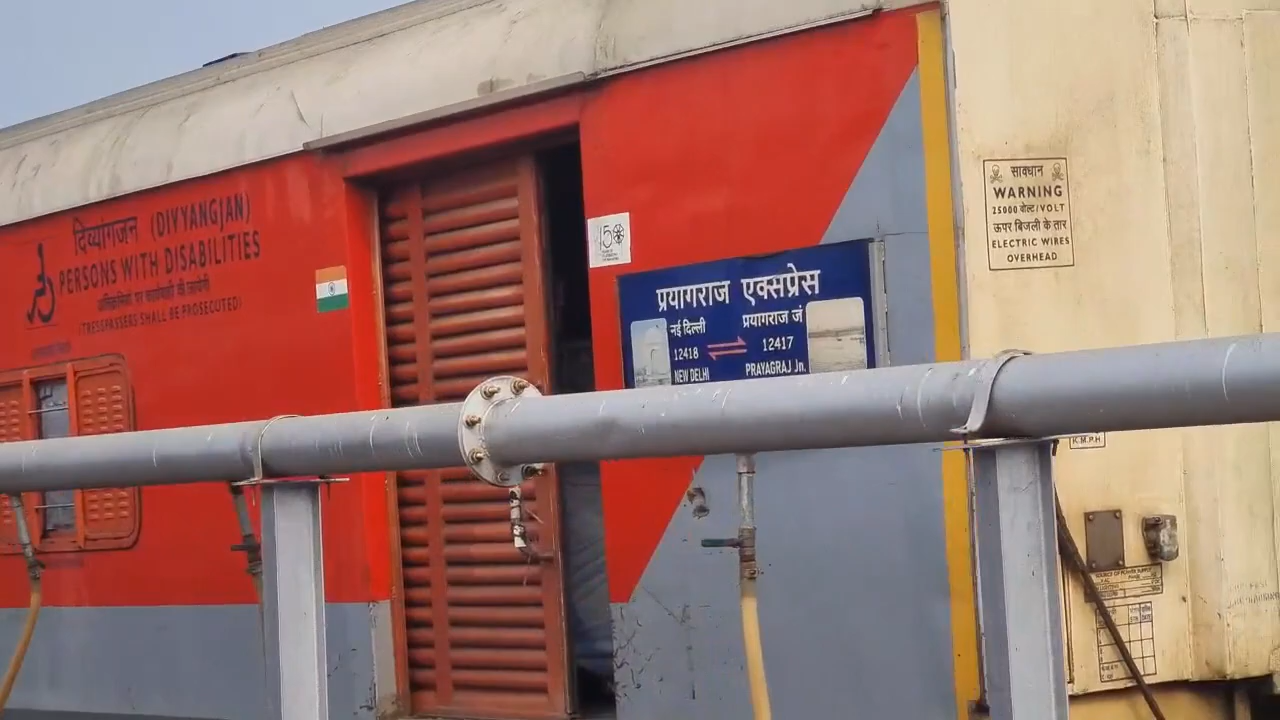 दिव्यांगजन (DIVYANGJAN)
PERSONS WITH DISABILITIES
(TRESPASSERS SHALL BE PROSECUTED)
150
प्रयागराज एक्सप्रेस
नई दिल्ली प्रयागराज जं
12418 12417
NEW DELHI PRAYAGRAJ Jn.
सावधान
WARNING
25000 वोल्ट/VOLT
ऊपर बिजली के तार
ELECTRIC WIRES
OVERHEAD
K.M.P.H